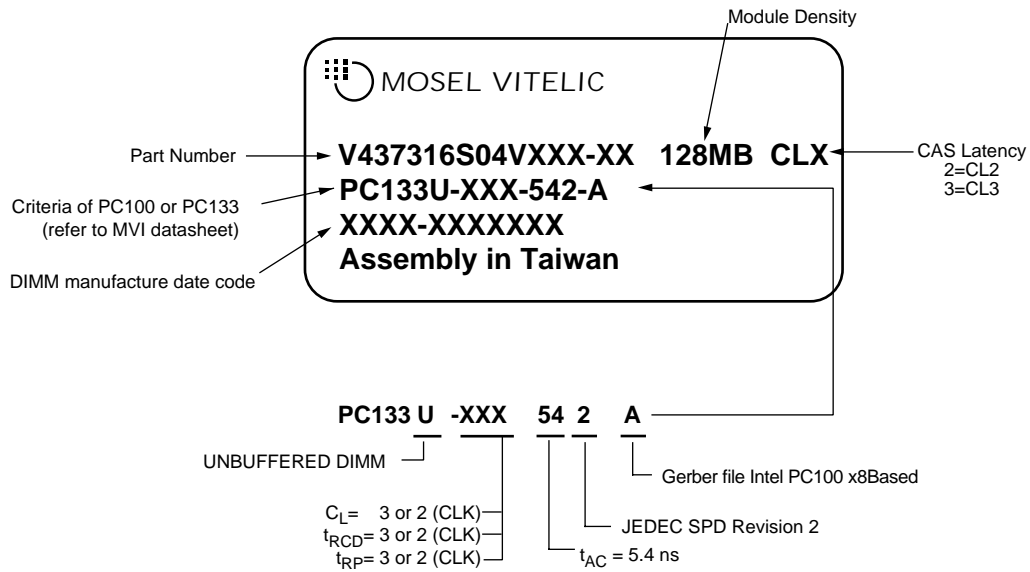 Module Density
MOSEL VITELIC
Part Number
V437316S04VXXX-XX 128MB CLX
CAS Latency
2=CL2
3=CL3
Criteria of PC100 or PC133
(refer to MVI datasheet)
PC133U-XXX-542-A
XXXX-XXXXXXX
DIMM manufacture date code
Assembly in Taiwan
PC133 U -XXX 54 2 A
UNBUFFERED DIMM
Gerber file Intel PC100 x8Based
CL= 3 or 2 (CLK)
tRCD= 3 or 2 (CLK)
tRP= 3 or 2 (CLK)
JEDEC SPD Revision 2
tAC = 5.4 ns